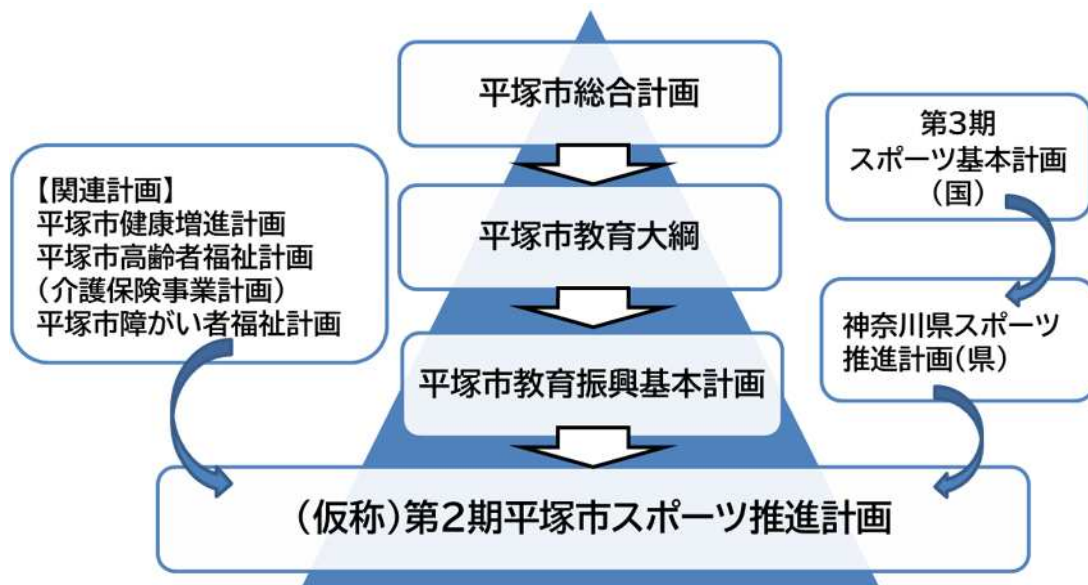 平塚市総合計画
平塚市教育大綱
平塚市教育振興基本計画
(仮称)第2期平塚市スポーツ推進計画
【関連計画】
平塚市健康増進計画
平塚市高齢者福祉計画
(介護保険事業計画)
平塚市障がい者福祉計画
第3期
スポーツ基本計画
(国)
神奈川県スポーツ
推進計画(県)